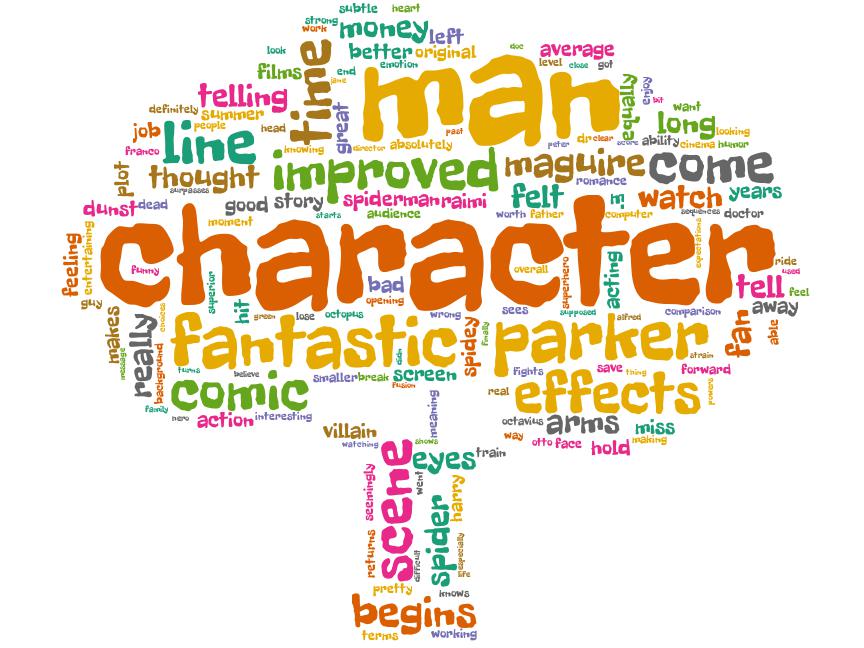 subtle heart
strong
work money left
look better original doc average
time emotion level close got
films end man
telling jane equally enjoy bit
definitely summer great want
job people head past long looking
franco line knowing director absolutely peter dr clear score ability cinema humor
plot thought improved maguire come
surpasses romance
dunst dead good story spiderman raimi felt watch years
moment starts audience worth father computer sequences doctor
feeling entertaining character expectations
funny overall superhero acting ride
guy superior bad tell used feel
choices hit opening away
green lose octopus wrong sees supposed alfred comparison
makes really fantastic didn spidey finally parker fan able
message background turns believe smaller break screen fights save thing strain forward
family comic fusion real effects powers
hero action interesting meaning octavius arms miss
villain way otto face hold making
watching shows
scene eyes train
seemingly went harry
spider
returns difficult especially life
pretty knows
begins
terms working